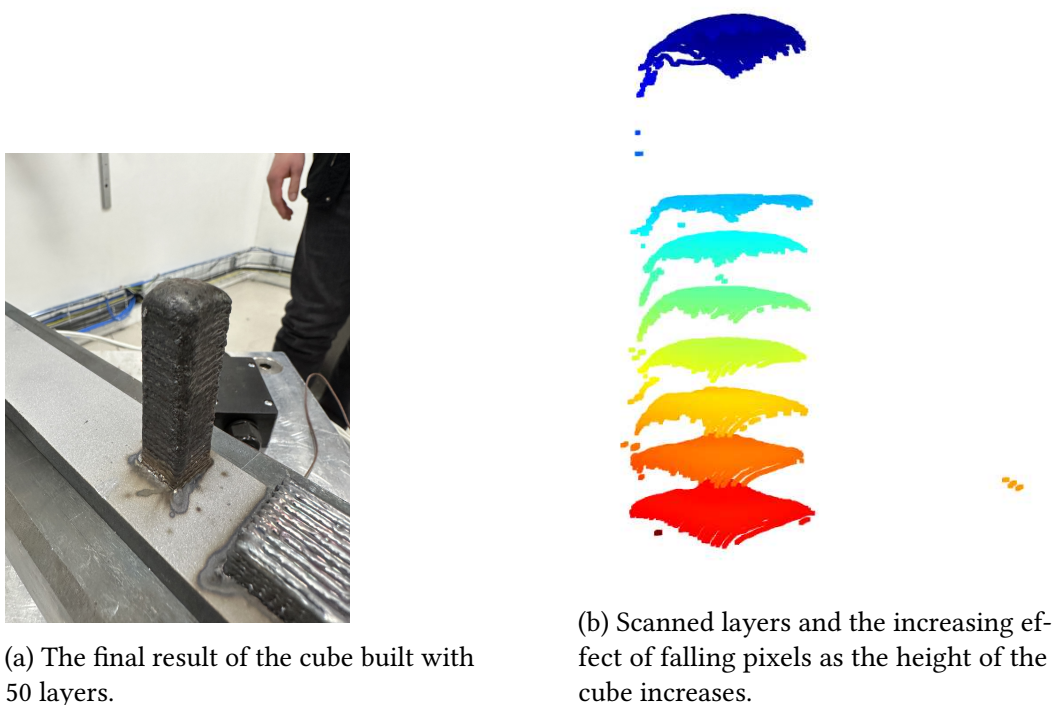 (a) The final result of the cube built with
50 layers.
(b) Scanned layers and the increasing ef-
fect of falling pixels as the height of the
cube increases.